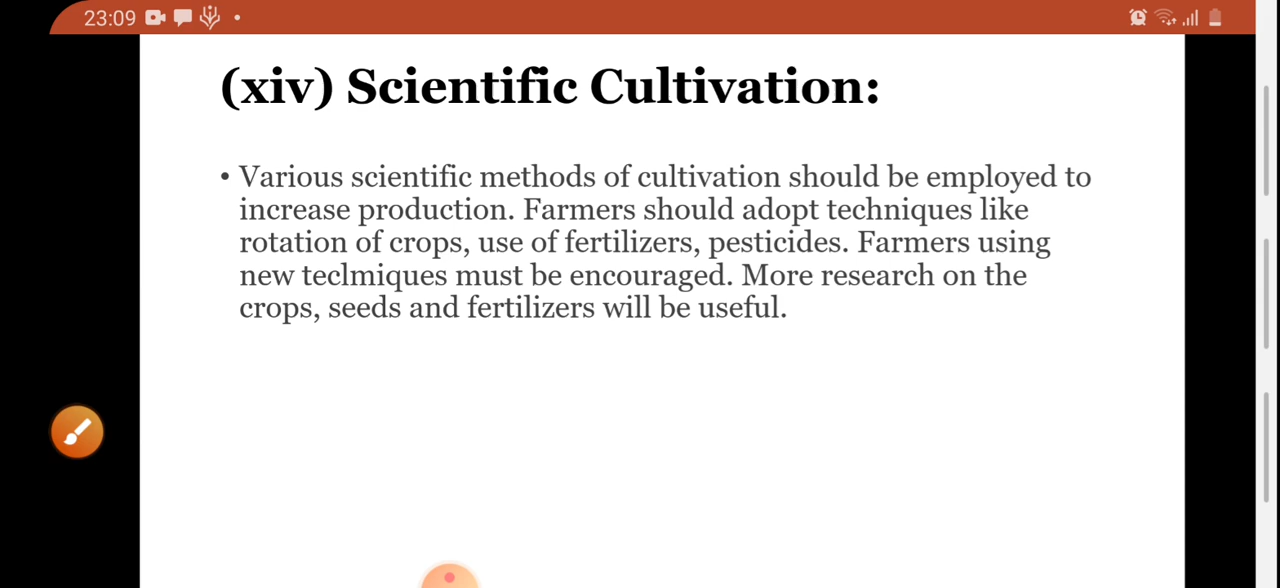 23:09
(xiv) Scientific Cultivation:
• Various scientific methods of cultivation should be employed to
increase production. Farmers should adopt techniques like
rotation of crops, use of fertilizers, pesticides. Farmers using
new teclmiques must be encouraged. More research on the
crops, seeds and fertilizers will be useful.